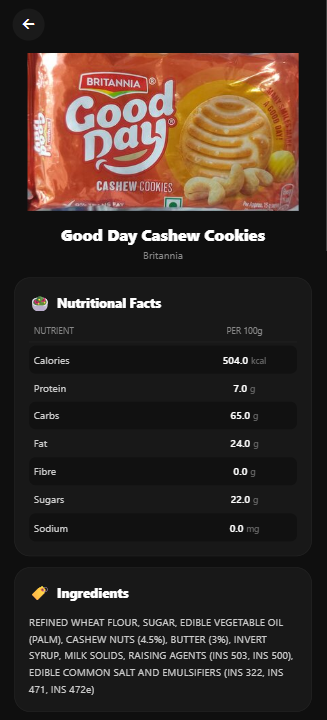 BRITANNIA
Good
Day
CASHEW COOKIES
Good Day Cashew Cookies
Britannia
Nutritional Facts
NUTRIENT PER 100g
Calories 504.0 kcal
Protein 7.0 g
Carbs 65.0 g
Fat 24.0 g
Fibre 0.0 g
Sugars 22.0 g
Sodium 0.0 mg
Ingredients
REFINED WHEAT FLOUR, SUGAR, EDIBLE VEGETABLE OIL
(PALM), CASHEW NUTS (4.5%), BUTTER (3%), INVERT
SYRUP, MILK SOLIDS, RAISING AGENTS (INS 503, INS 500),
EDIBLE COMMON SALT AND EMULSIFIERS (INS 322, INS
471, INS 472e)